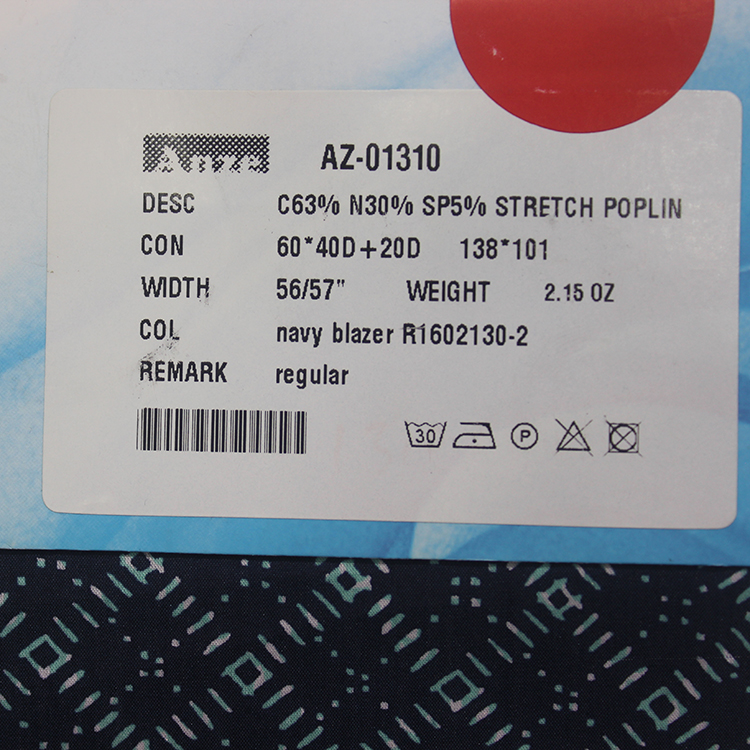 Anze AZ-01310
DESC C63% N30% SP5% STRETCH POPLIN
CON 60*40D+20D 138*101
WIDTH 56/57" WEIGHT 2.15 OZ
COL navy blazer R1602130-2
REMARK regular
30 P